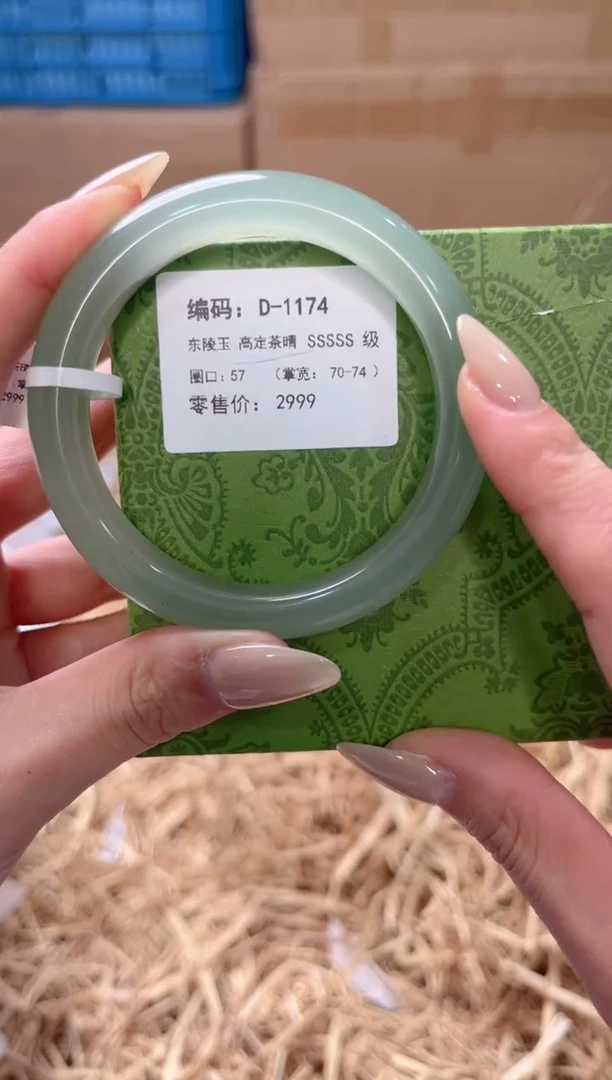 编码：D-1174
东陵玉 高定茶晴 SSSSS 级
圈口：57 （掌宽：70-74 ）
零售价： 2999
2999